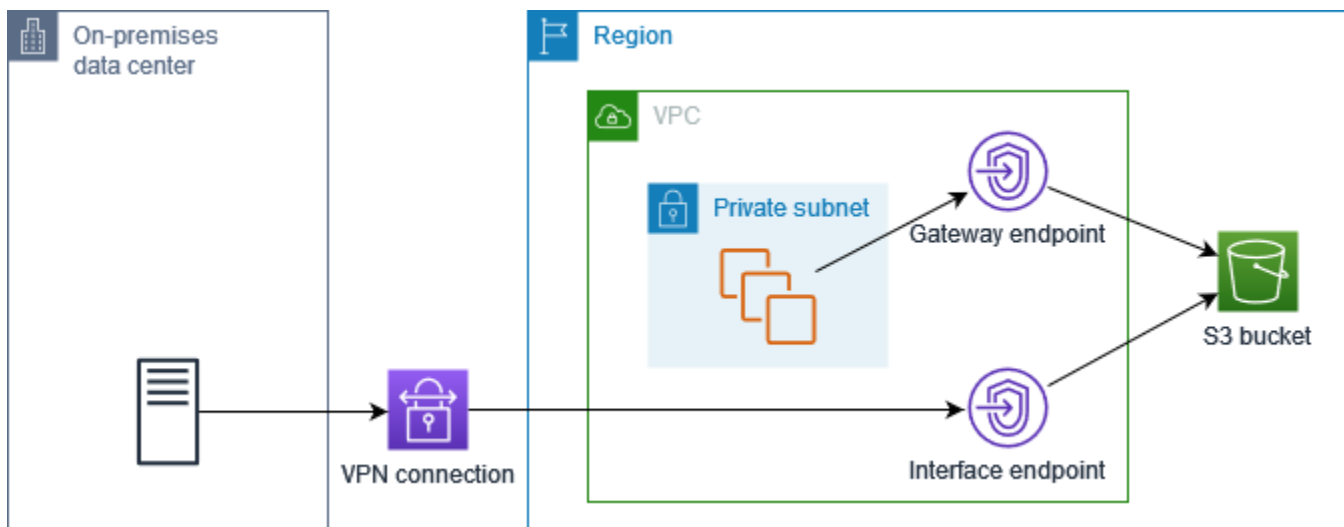 On-premises
data center
Region
VPC
Private subnet
Gateway endpoint
S3 bucket
VPN connection
Interface endpoint